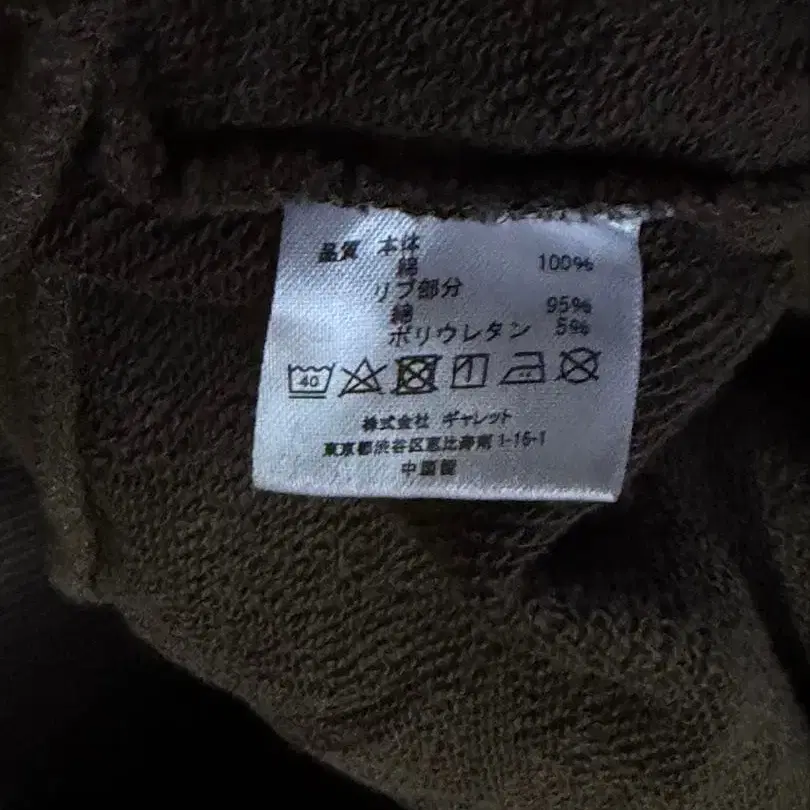 品質 本体
綿 100%
リブ部分
綿 95%
ポリウレタン 5%
40
株式会社 ギャレット
東京都渋谷区恵比寿南 1-16-1
中国製